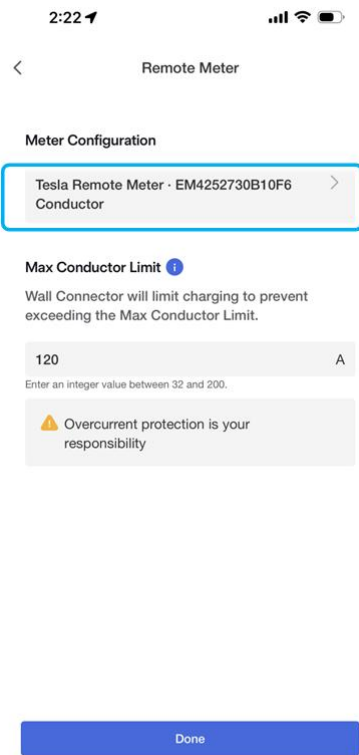 2:22
Remote Meter
Meter Configuration
Tesla Remote Meter · EM4252730B10F6
Conductor
Max Conductor Limit
Wall Connector will limit charging to prevent
exceeding the Max Conductor Limit.
120 A
Enter an integer value between 32 and 200.
Overcurrent protection is your
responsibility
Done